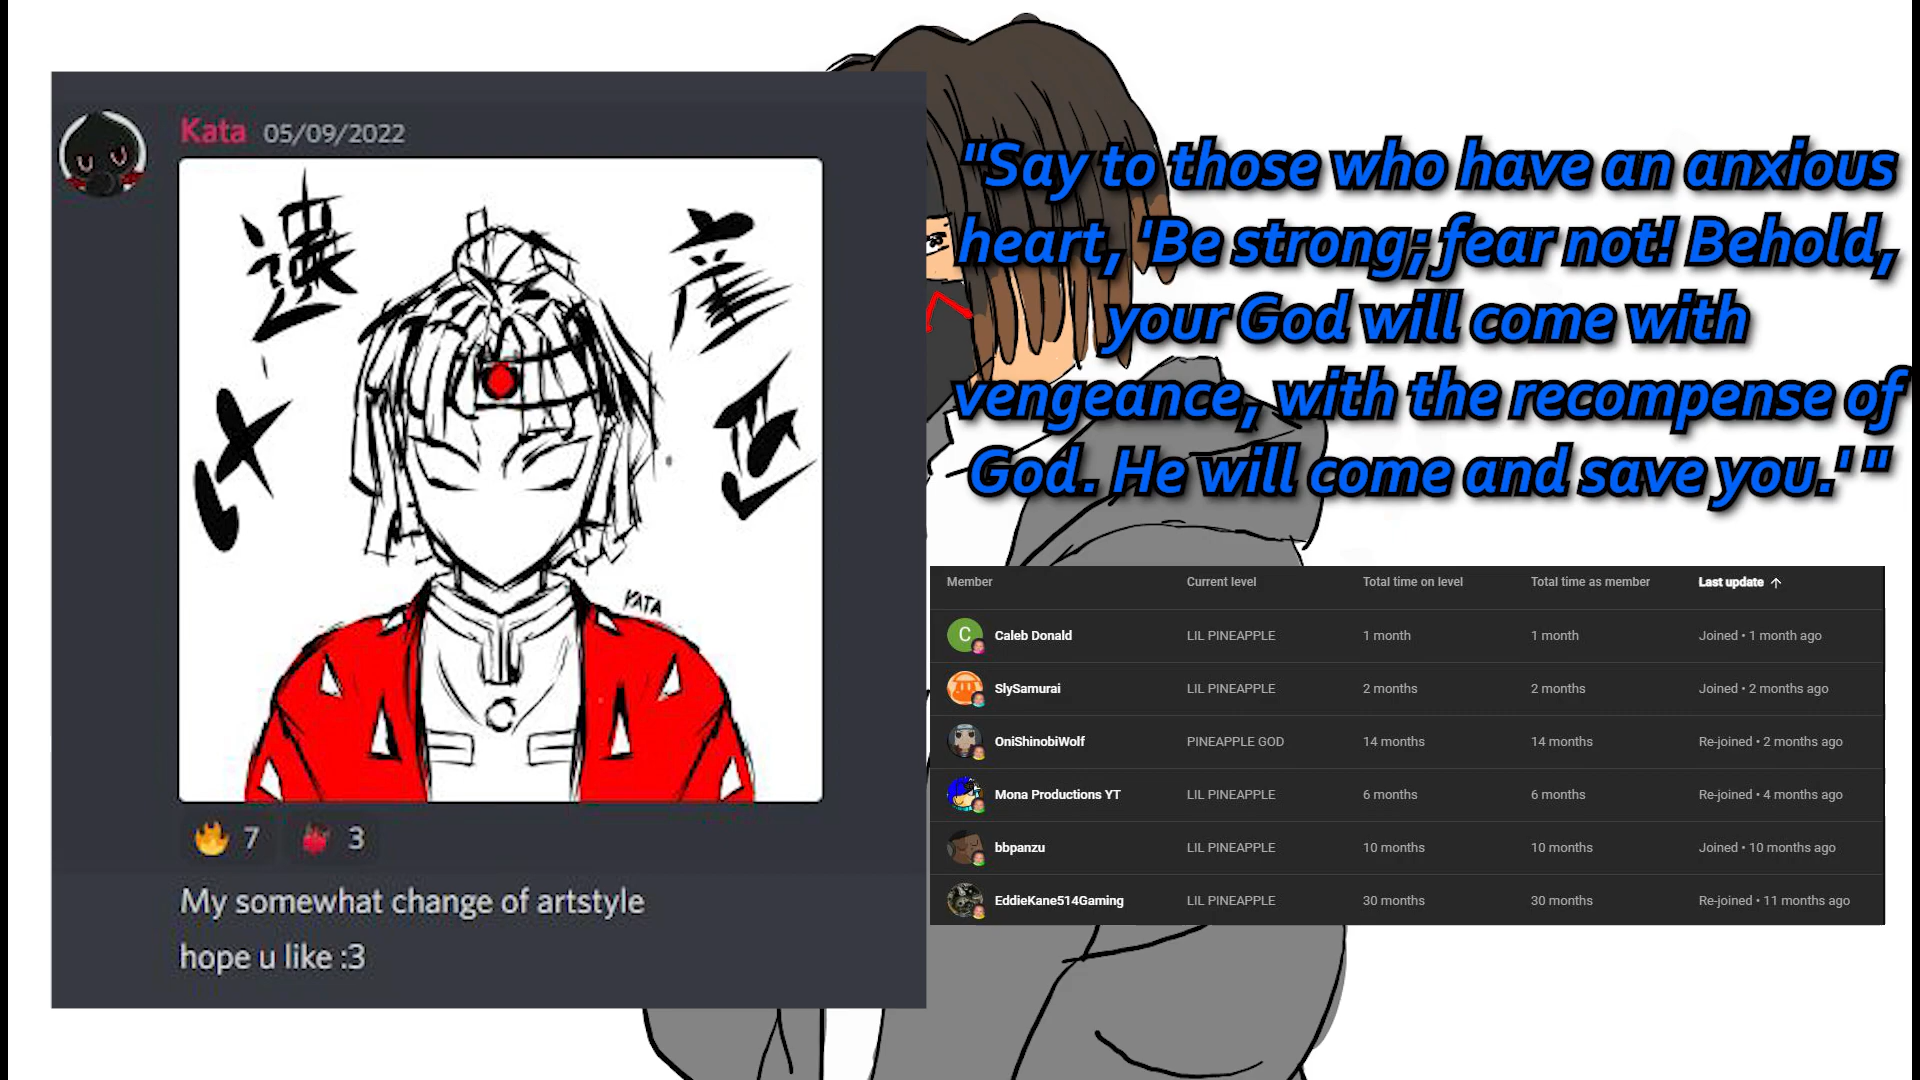 Kata 05/09/2022
KATA
7 3
My somewhat change of artstyle
hope u like :3
"Say to those who have an anxious
heart, 'Be strong; fear not! Behold,
your God will come with
vengeance, with the recompense of
God. He will come and save you.' "
Member Current level Total time on level Total time as member Last update ↑
C Caleb Donald LIL PINEAPPLE 1 month 1 month Joined • 1 month ago
SlySamurai LIL PINEAPPLE 2 months 2 months Joined • 2 months ago
OniShinobiWolf PINEAPPLE GOD 14 months 14 months Re-joined • 2 months ago
Mona Productions YT LIL PINEAPPLE 6 months 6 months Re-joined • 4 months ago
bbpanzu LIL PINEAPPLE 10 months 10 months Joined • 10 months ago
EddieKane514Gaming LIL PINEAPPLE 30 months 30 months Re-joined • 11 months ago